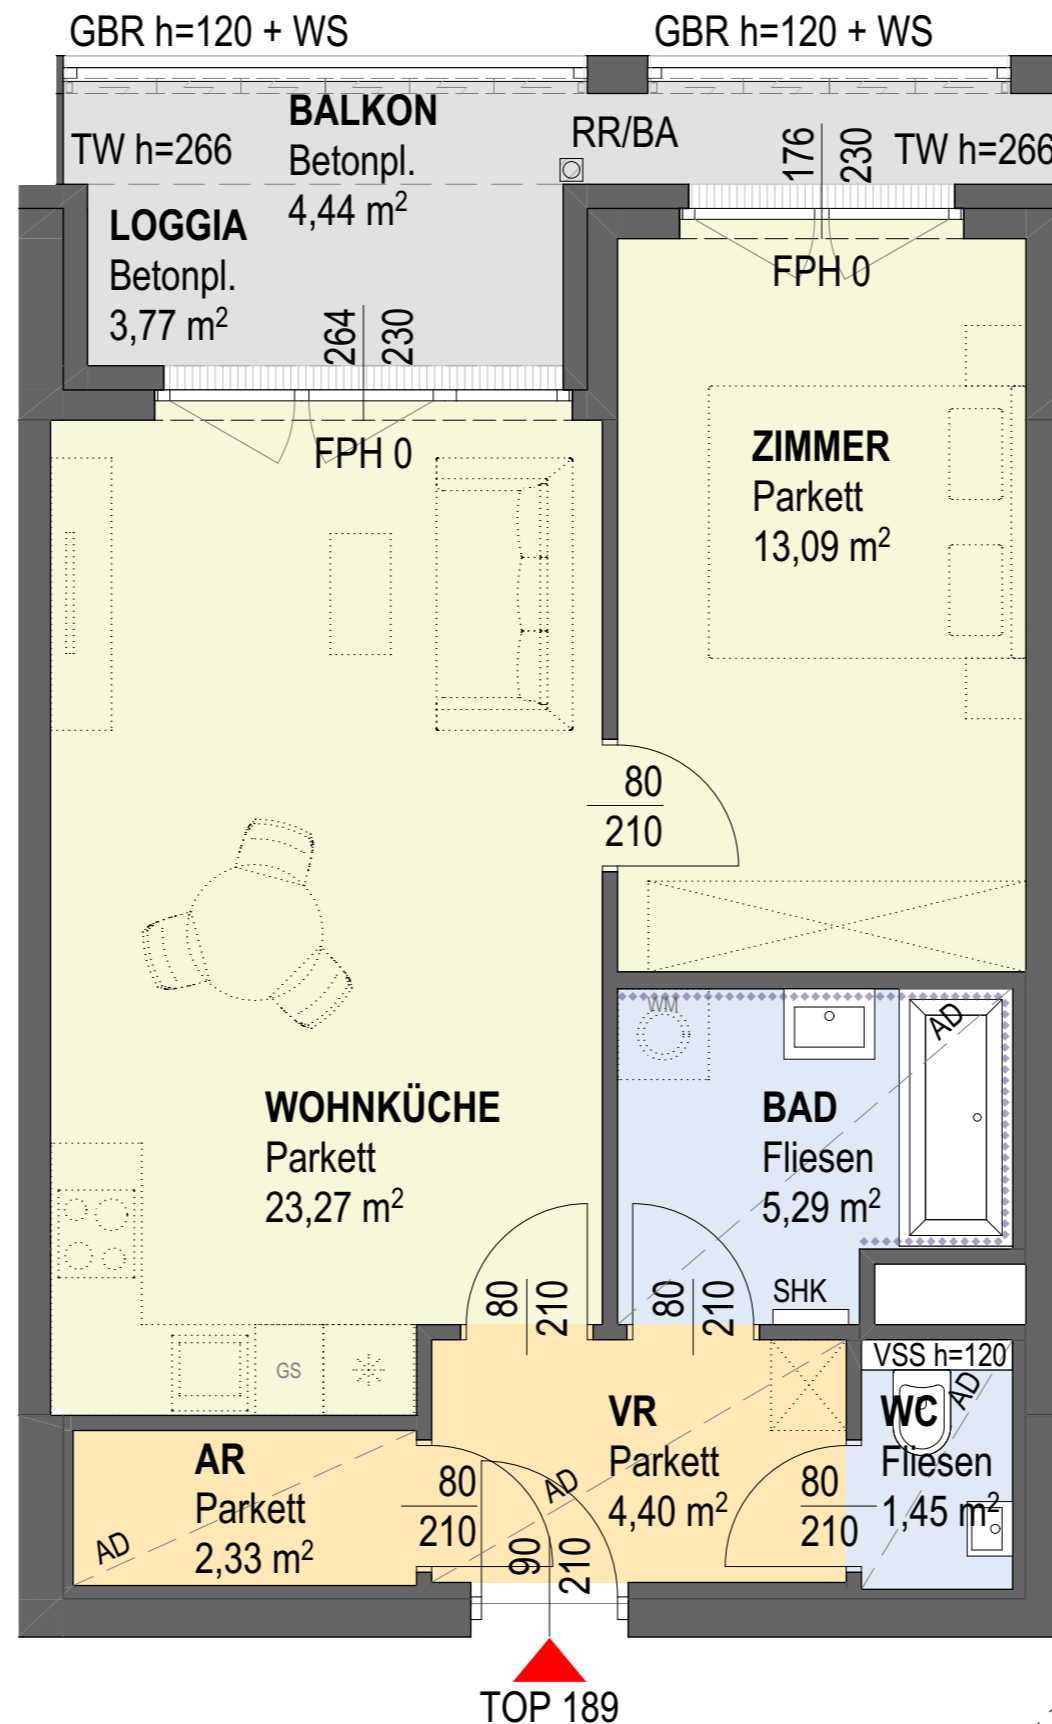 GBR h=120 + WS
GBR h=120 + WS
BALKON
Betonpl.
4,44 m²
TW h=266
RR/BA
176
230
TW h=266
LOGGIA
Betonpl.
3,77 m²
264
230
FPH 0
FPH 0
ZIMMER
Parkett
13,09 m²
80
210
WM
AD
WOHNKÜCHE
Parkett
23,27 m²
BAD
Fliesen
5,29 m²
80
210
80
210
SHK
GS
VSS h=120
AD
VR
Parkett
4,40 m²
WC
Fliesen
1,45 m²
AR
Parkett
2,33 m²
AD
80
210
AD
90
210
80
210
TOP 189